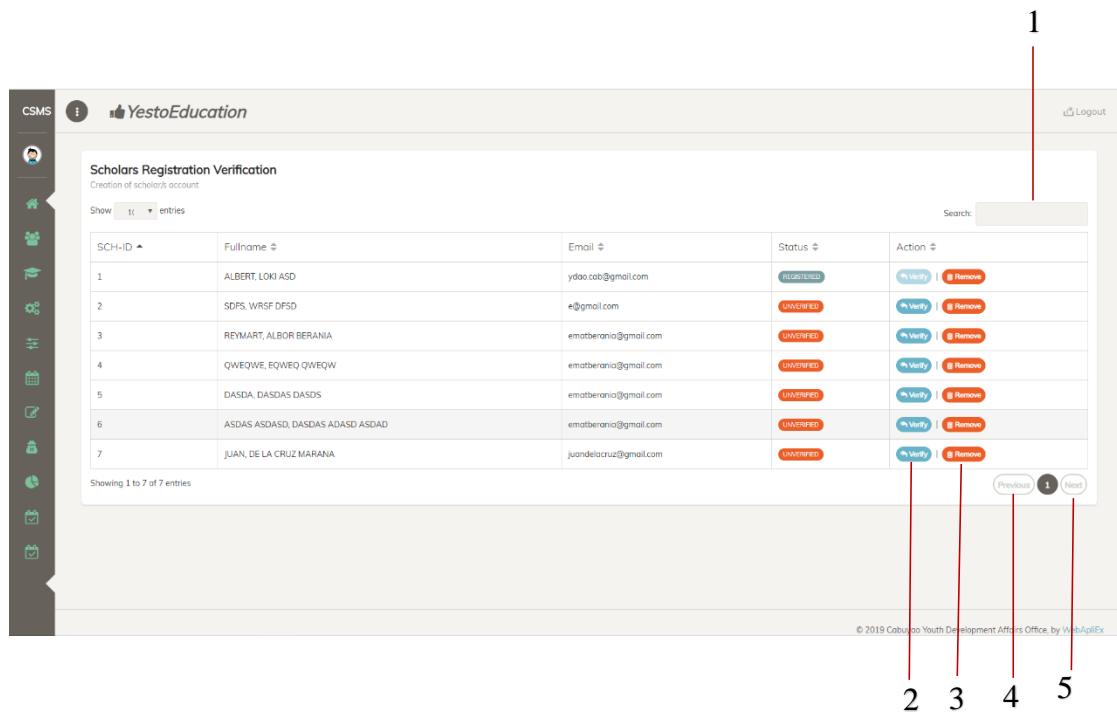 1
CSMS
YestoEducation
Logout
Scholars Registration Verification
Creation of scholar/s account
Show 1( entries
Search:
SCH-ID Fullname Email Status Action
1 ALBERT, LOKI ASD ydao.cab@gmail.com REGISTERED Verify | Remove
2 SDFS, WRSF DFSD e@gmail.com UNVERIFIED Verify | Remove
3 REYMART, ALBOR BERANIA ematberania@gmail.com UNVERIFIED Verify | Remove
4 QWEQWE, EQWEQ QWEQW ematberania@gmail.com UNVERIFIED Verify | Remove
5 DASDA, DASDAS DASDS ematberania@gmail.com UNVERIFIED Verify | Remove
6 ASDAS ASDASD, DASDAS ADASD ASDAD ematberania@gmail.com UNVERIFIED Verify | Remove
7 JUAN, DE LA CRUZ MARANA juandelacruz@gmail.com UNVERIFIED Verify | Remove
Showing 1 to 7 of 7 entries
Previous 1 Next
© 2019 Cabuyao Youth Development Affairs Office, by WebApliEx
2 3 4 5